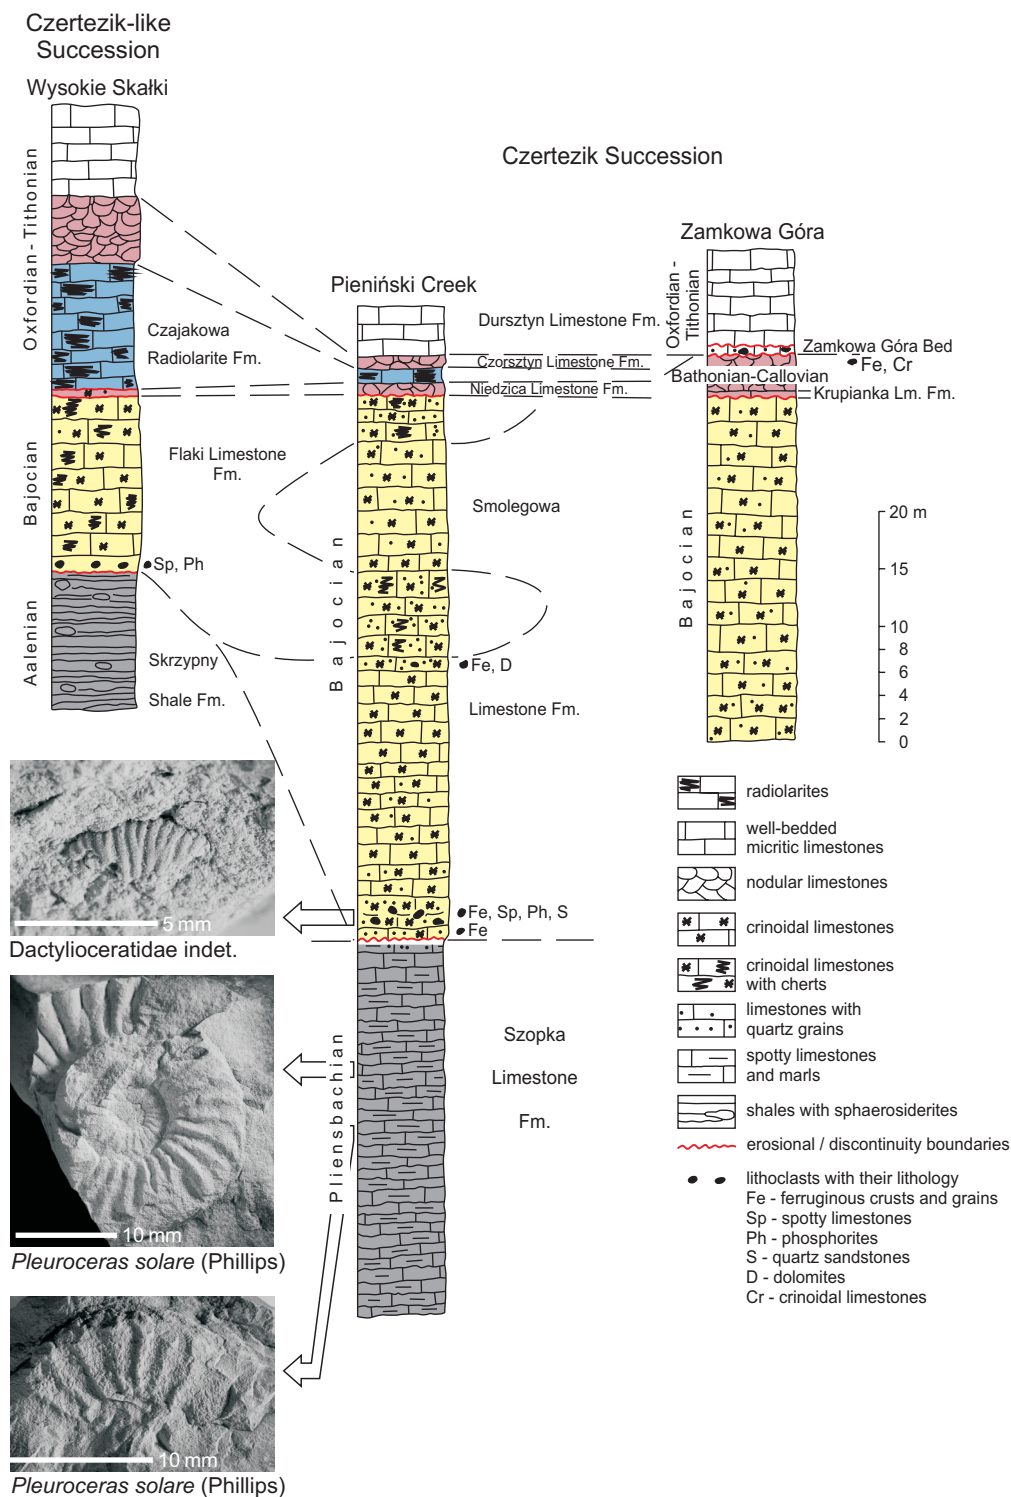 Czertezik-like
Succession
Wysokie Skałki
Czertezik Succession
Zamkowa Góra
Pieniński Creek
Oxfordian - Tithonian
Bajocian
Aalenian
Czajakowa
Radiolarite Fm.
Flaki Limestone
Fm.
Sp, Ph
Skrzypny
Shale Fm.
Dursztyn Limestone Fm.
Czorsztyn Limestone Fm.
Niedzica Limestone Fm.
Smolegowa
Limestone Fm.
Bajocian
Fe, D
Fe, Sp, Ph, S
Fe
Pliensbachian
Szopka
Limestone
Fm.
Oxfordian -
Tithonian
Zamkowa Góra Bed
Fe, Cr
Bathonian-Callovian
Krupianka Lm. Fm.
Bajocian
20 m
15
10
8
6
4
2
0
5 mm
Dactylioceratidae indet.
10 mm
Pleuroceras solare (Phillips)
10 mm
Pleuroceras solare (Phillips)
radiolarites
well-bedded
micritic limestones
nodular limestones
crinoidal limestones
crinoidal limestones
with cherts
limestones with
quartz grains
spotty limestones
and marls
shales with sphaerosiderites
erosional / discontinuity boundaries
lithoclasts with their lithology
Fe - ferruginous crusts and grains
Sp - spotty limestones
Ph - phosphorites
S - quartz sandstones
D - dolomites
Cr - crinoidal limestones